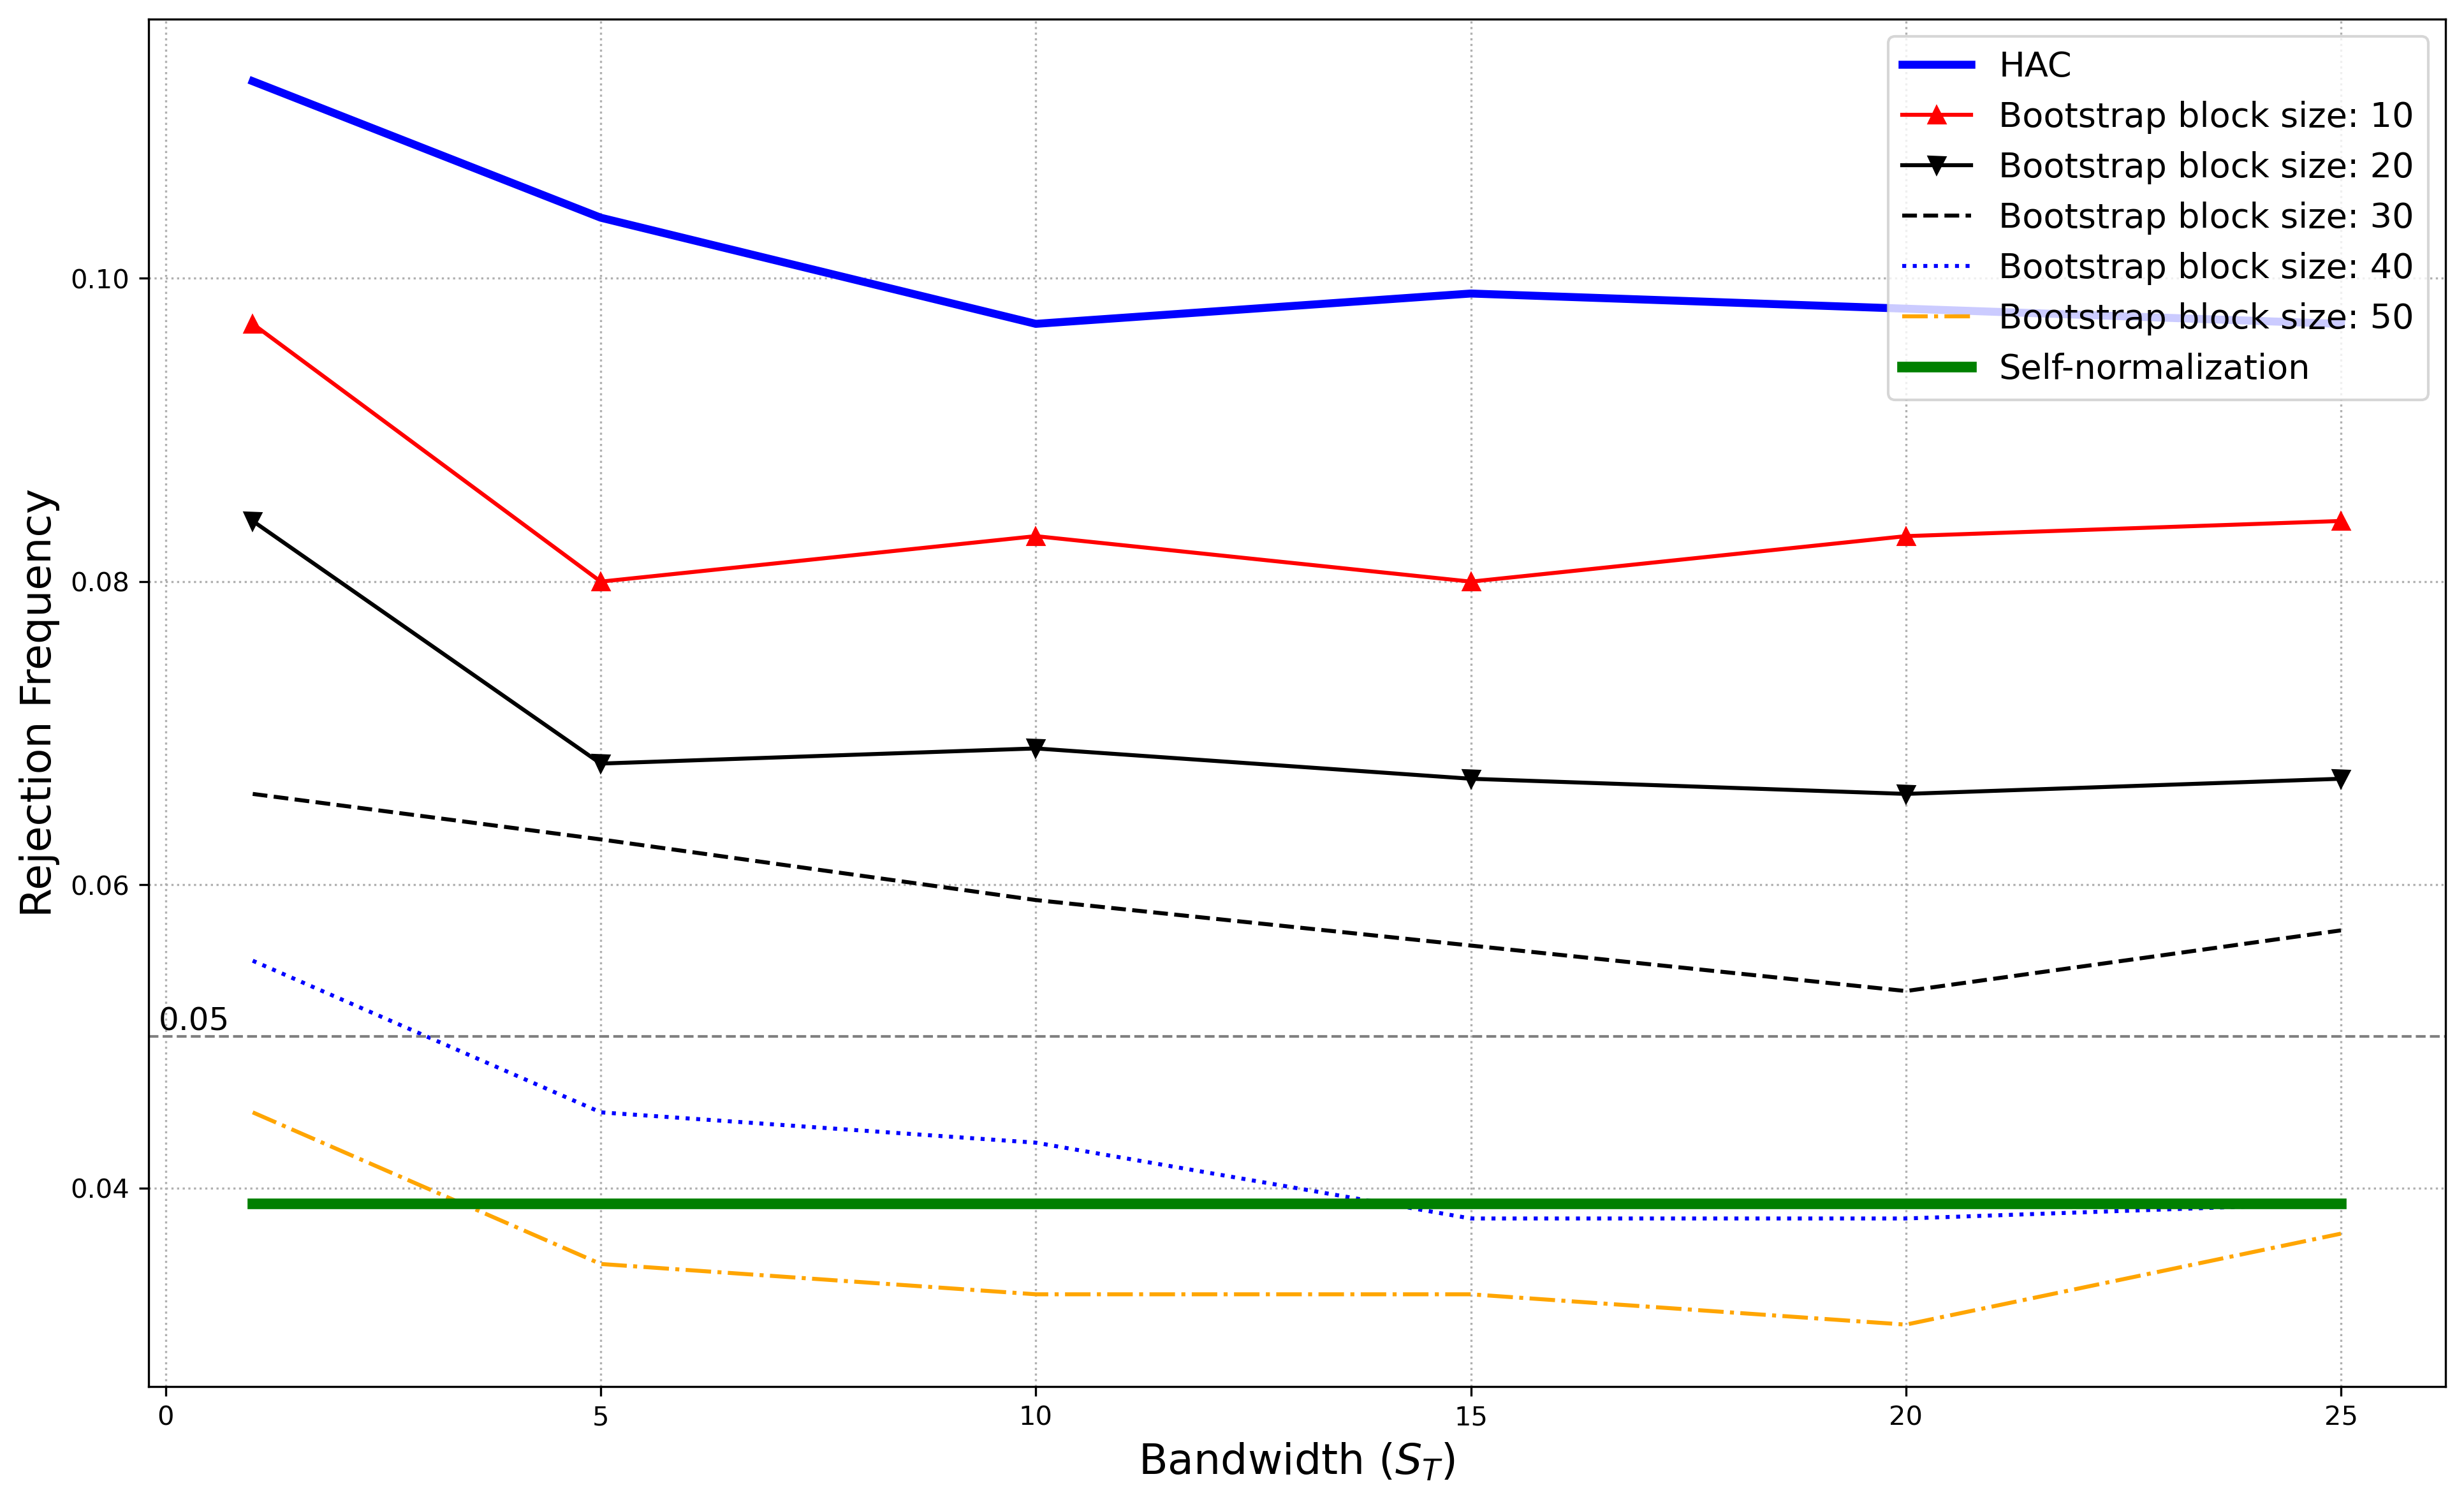 HAC
Bootstrap block size: 10
Bootstrap block size: 20
Bootstrap block size: 30
Bootstrap block size: 40
Bootstrap block size: 50
Self-normalization
Rejection Frequency
0.10
0.08
0.06
0.05
0.04
0 5 10 15 20 25
Bandwidth (S_T)